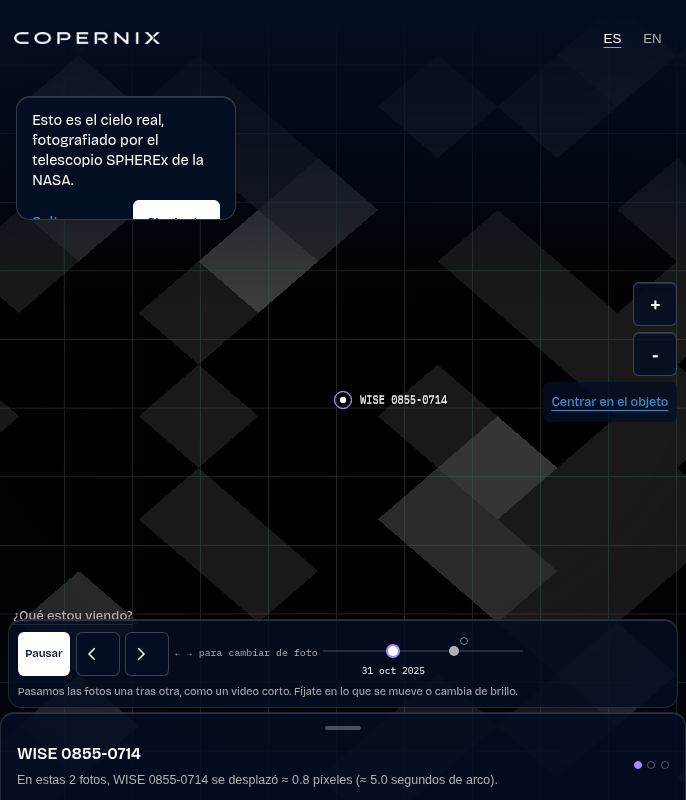 COPERNIX
ES EN
Esto es el cielo real,
fotografiado por el
telescopio SPHEREx de la
NASA.
+
-
Centrar en el objeto
WISE 0855-0714
¿Qué estoy viendo?
Pausar
← → para cambiar de foto
31 oct 2025
Pasamos las fotos una tras otra, como un video corto. Fíjate en lo que se mueve o cambia de brillo.
WISE 0855-0714
En estas 2 fotos, WISE 0855-0714 se desplazó ≈ 0.8 píxeles (≈ 5.0 segundos de arco).